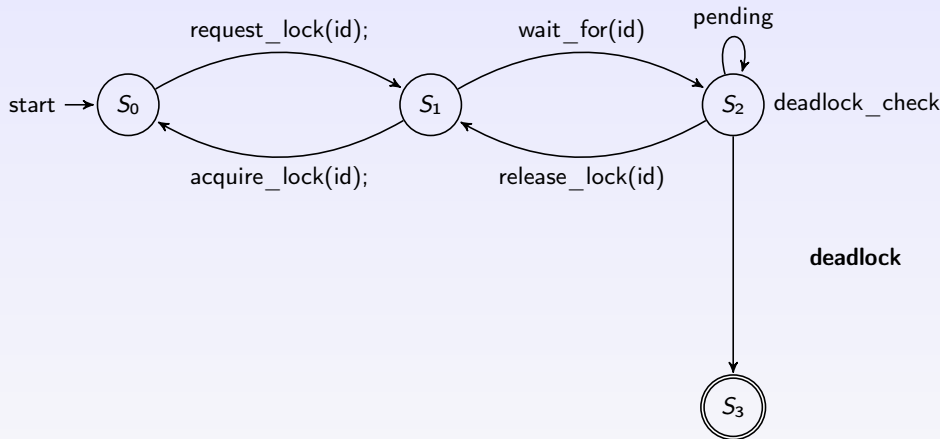 pending
request_lock(id);
wait_for(id)
start
S0
S1
S2
deadlock_check
acquire_lock(id);
release_lock(id)
deadlock
S3